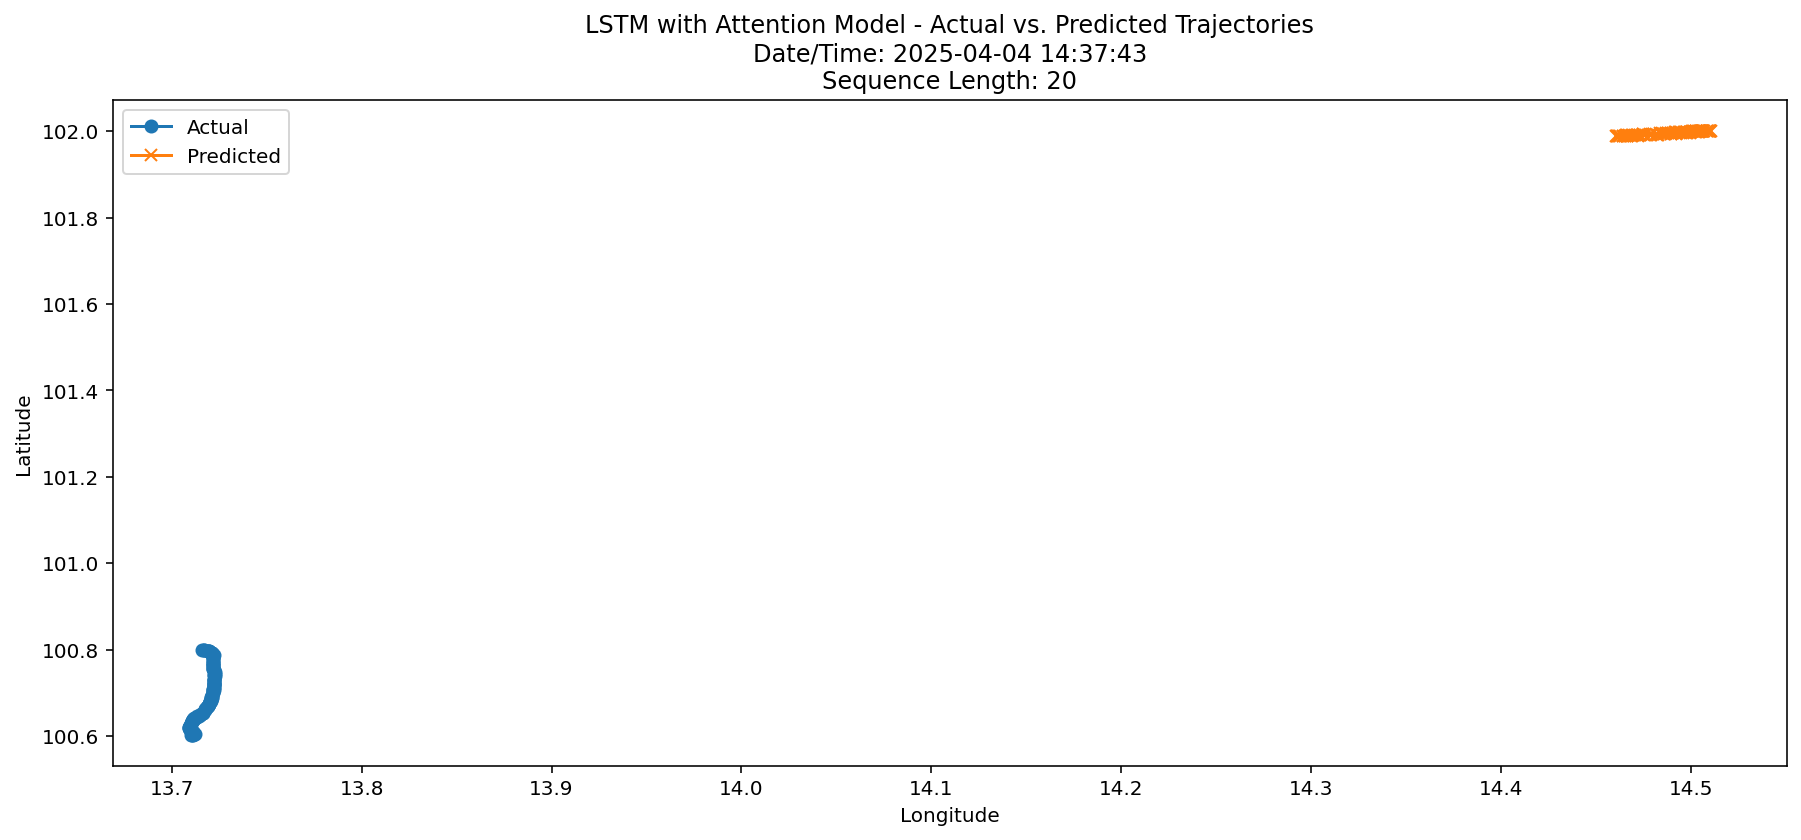 LSTM with Attention Model - Actual vs. Predicted Trajectories
Date/Time: 2025-04-04 14:37:43
Sequence Length: 20
Actual
Predicted
102.0
101.8
101.6
101.4
101.2
101.0
100.8
100.6
Latitude
13.7 13.8 13.9 14.0 14.1 14.2 14.3 14.4 14.5
Longitude